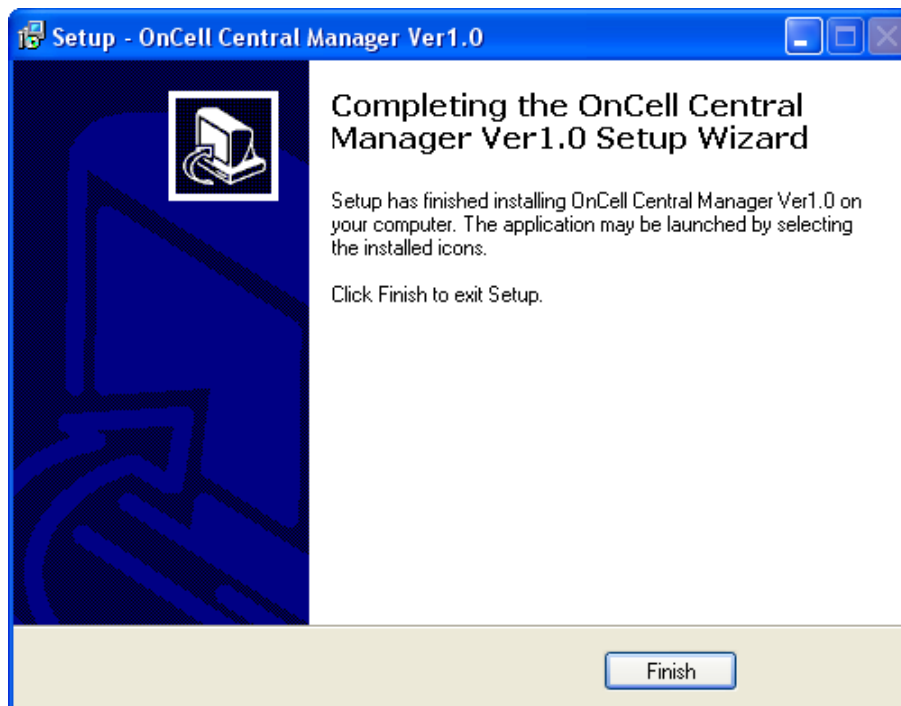 Setup - OnCell Central Manager Ver1.0
Completing the OnCell Central
Manager Ver1.0 Setup Wizard
Setup has finished installing OnCell Central Manager Ver1.0 on
your computer. The application may be launched by selecting
the installed icons.
Click Finish to exit Setup.
Finish